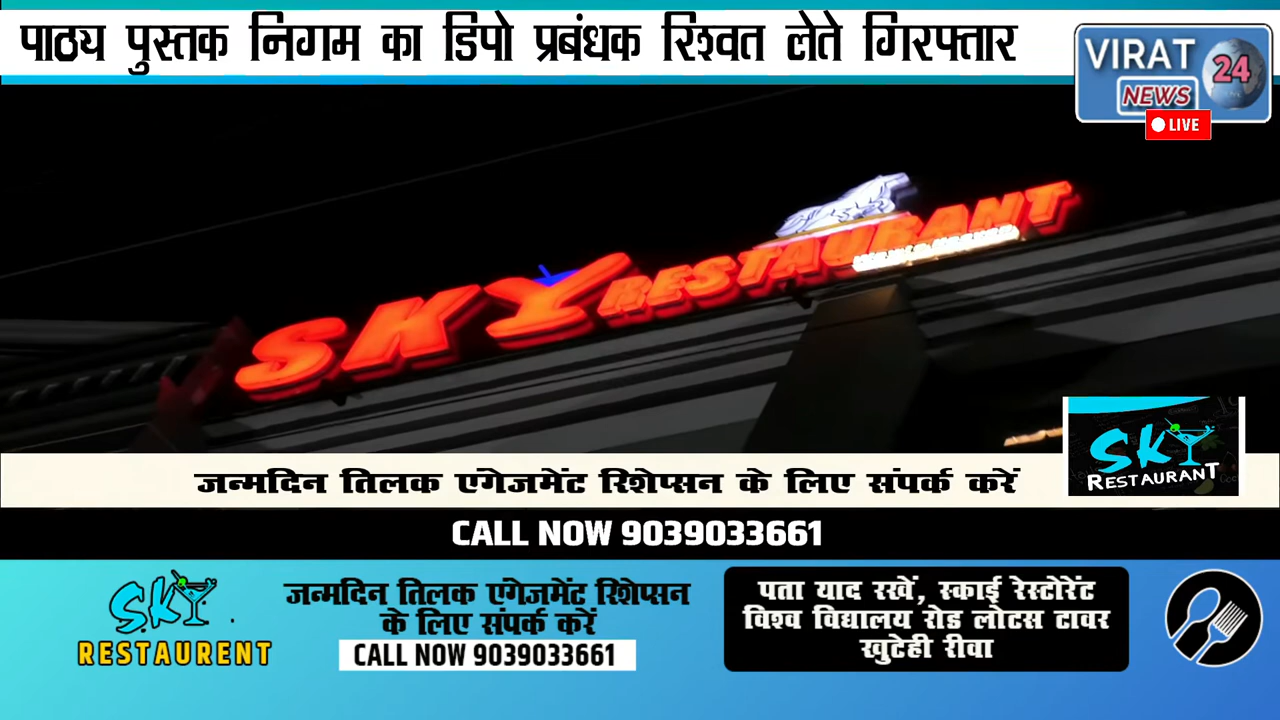 पाठ्य पुस्तक निगम का डिपो प्रबंधक रिश्वत लेते गिरफ्तार
VIRAT
24
NEWS
LIVE
SKY RESTAURANT
SKY
RESTAURANT
जन्मदिन तिलक एंगेजमेंट रिशेप्सन के लिए संपर्क करें
CALL NOW 9039033661
SKY
RESTAURENT
जन्मदिन तिलक एंगेजमेंट रिशेप्सन
के लिए संपर्क करें
CALL NOW 9039033661
पता याद रखें, स्काई रेस्टोरेंट
विश्व विद्यालय रोड लोटस टावर
खुटेही रीवा